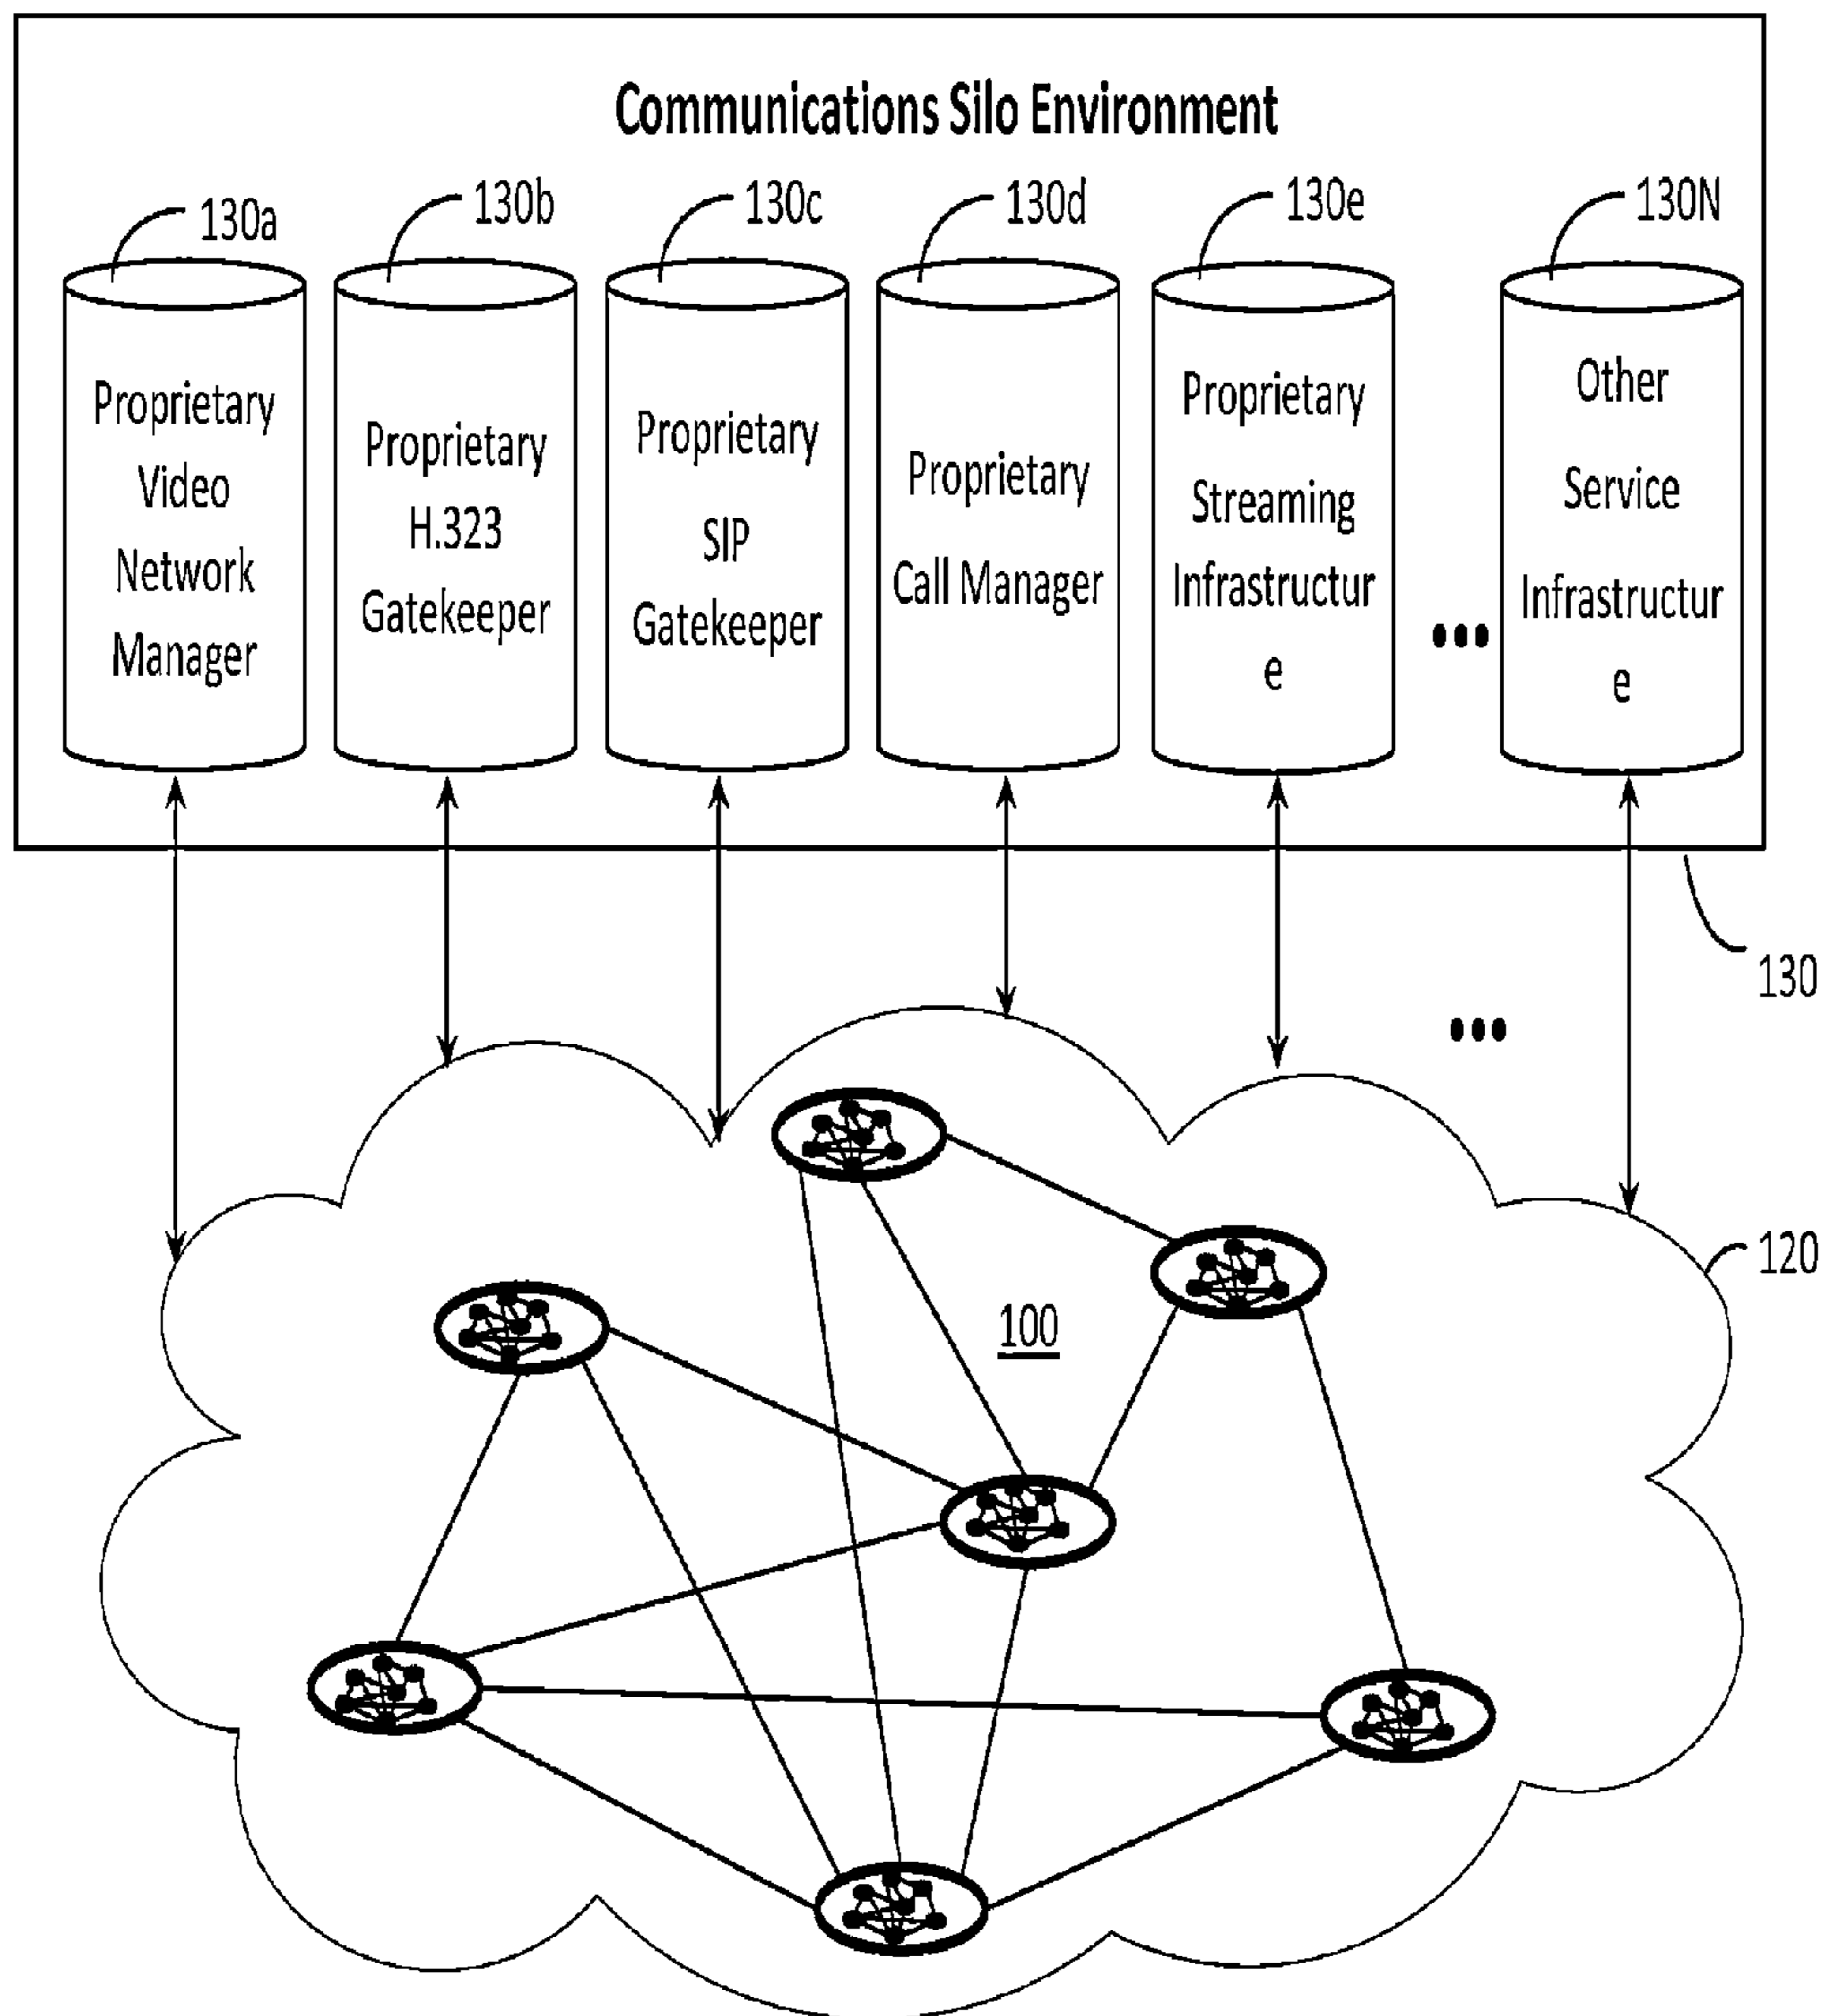 Communications Silo Environment
130a
130b
130c
130d
130e
130N
Proprietary
Video
Network
Manager
Proprietary
H.323
Gatekeeper
Proprietary
SIP
Gatekeeper
Proprietary
Call Manager
Proprietary
Streaming
Infrastructur
e
•••
Other
Service
Infrastructur
e
130
•••
120
100